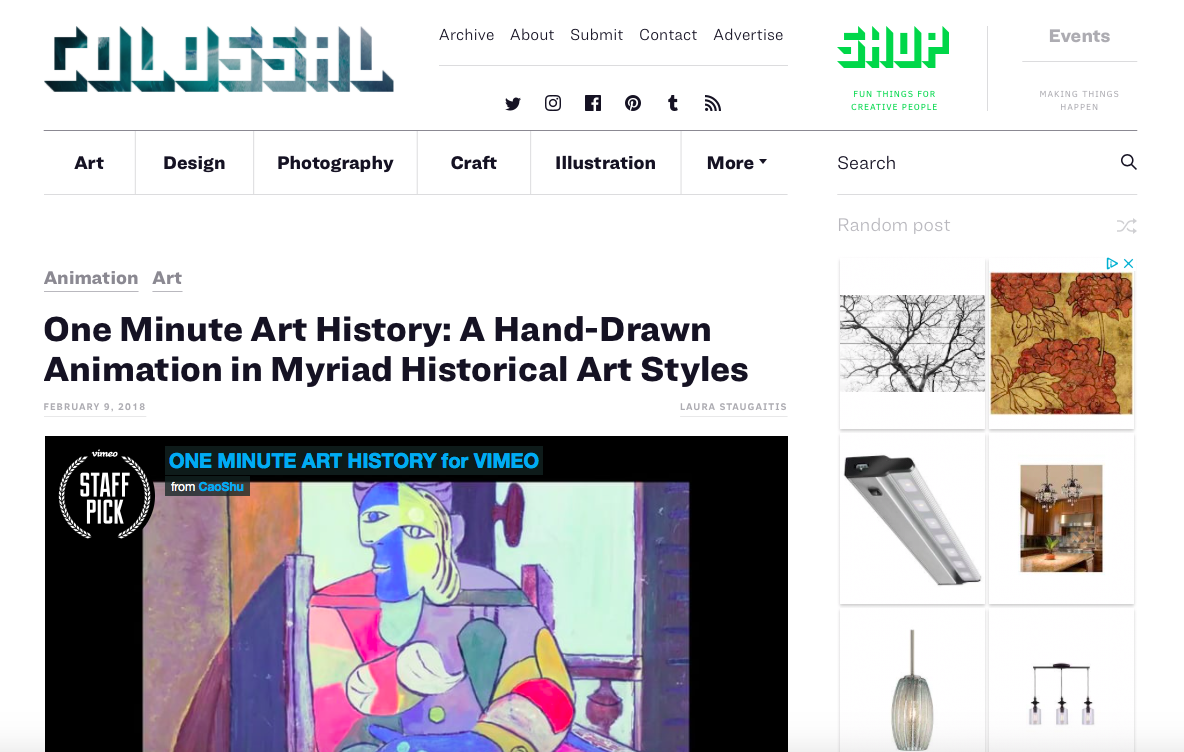 COLOSSAL
Archive About Submit Contact Advertise
SHOP
FUN THINGS FOR
CREATIVE PEOPLE
Events
MAKING THINGS
HAPPEN
Art Design Photography Craft Illustration More
Search
Random post
Animation Art
One Minute Art History: A Hand-Drawn
Animation in Myriad Historical Art Styles
FEBRUARY 9, 2018 LAURA STAUGAITIS
vimeo
STAFF
PICK
ONE MINUTE ART HISTORY for VIMEO
from CaoShu